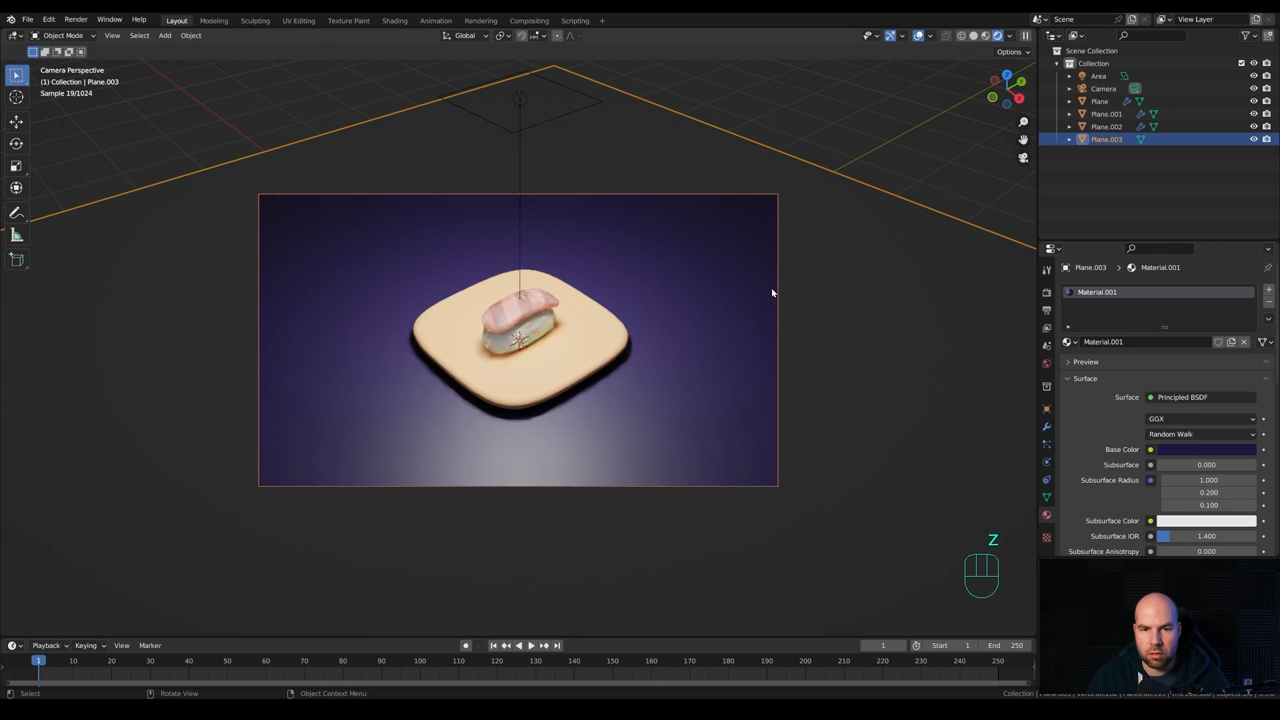 File Edit Render Window Help Layout Modeling Sculpting UV Editing Texture Paint Shading Animation Rendering Compositing Scripting + Scene View Layer
Object Mode View Select Add Object Global
Options
Camera Perspective
(1) Collection | Plane.003
Sample 19/1024
Scene Collection
Collection
Area
Camera
Plane
Plane.001
Plane.002
Plane.003
Plane.003 > Material.001
Material.001
Material.001
Preview
Surface
Surface Principled BSDF
GGX
Random Walk
Base Color
Subsurface 0.000
Subsurface Radius 1.000
0.200
0.100
Subsurface Color
Subsurface IOR 1.400
Subsurface Anisotropy 0.000
Z
Playback Keying View Marker 1 Start 1 End 250
1 10 20 30 40 50 60 70 80 90 100 110 120 130 140 150 160 170 180 190 200 210 220 230 240 250
Select Rotate View Object Context Menu Collection